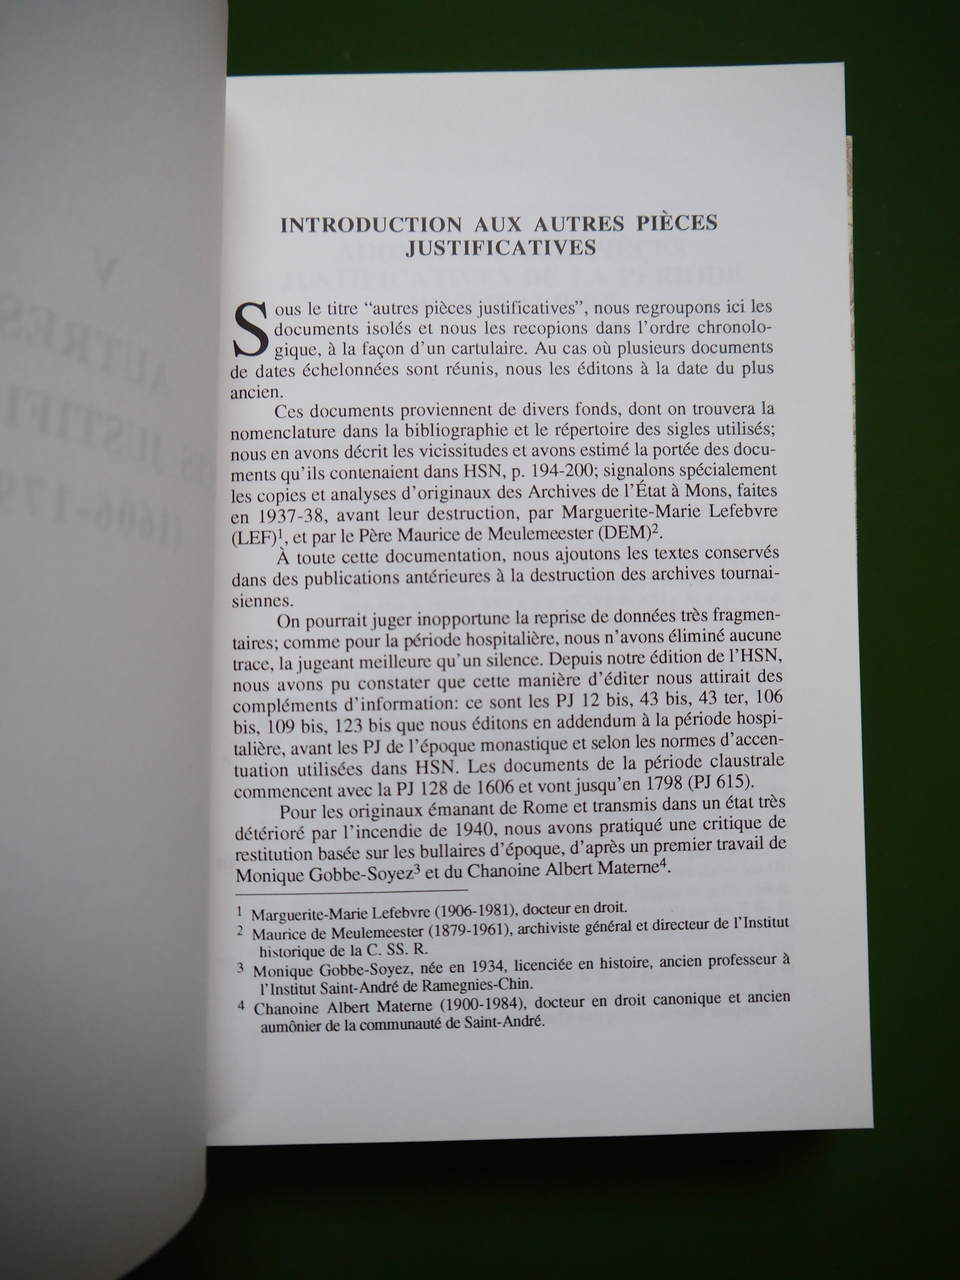 INTRODUCTION AUX AUTRES PIÈCES
JUSTIFICATIVES
Sous le titre “autres pièces justificatives”, nous regroupons ici les
documents isolés et nous les recopions dans l’ordre chronolo-
gique, à la façon d’un cartulaire. Au cas où plusieurs documents
de dates échelonnées sont réunis, nous les éditons à la date du plus
ancien.
Ces documents proviennent de divers fonds, dont on trouvera la
nomenclature dans la bibliographie et le répertoire des sigles utilisés;
nous en avons décrit les vicissitudes et avons estimé la portée des docu-
ments qu’ils contenaient dans HSN, p. 194-200; signalons spécialement
les copies et analyses d’originaux des Archives de l’État à Mons, faites
en 1937-38, avant leur destruction, par Marguerite-Marie Lefebvre
(LEF)¹, et par le Père Maurice de Meulemeester (DEM)².
À toute cette documentation, nous ajoutons les textes conservés
dans des publications antérieures à la destruction des archives tournai-
siennes.
On pourrait juger inopportune la reprise de données très fragmen-
taires; comme pour la période hospitalière, nous n’avons éliminé aucune
trace, la jugeant meilleure qu’un silence. Depuis notre édition de l’HSN,
nous avons pu constater que cette manière d’éditer nous attirait des
compléments d’information: ce sont les PJ 12 bis, 43 bis, 43 ter, 106
bis, 109 bis, 123 bis que nous éditons en addendum à la période hospi-
talière, avant les PJ de l’époque monastique et selon les normes d’accen-
tuation utilisées dans HSN. Les documents de la période claustrale
commencent avec la PJ 128 de 1606 et vont jusqu’en 1798 (PJ 615).
Pour les originaux émanant de Rome et transmis dans un état très
détérioré par l’incendie de 1940, nous avons pratiqué une critique de
restitution basée sur les bullaires d’époque, d’après un premier travail de
Monique Gobbe-Soyez³ et du Chanoine Albert Materne⁴.
1 Marguerite-Marie Lefebvre (1906-1981), docteur en droit.
2 Maurice de Meulemeester (1879-1961), archiviste général et directeur de l’Institut
historique de la C. SS. R.
3 Monique Gobbe-Soyez, née en 1934, licenciée en histoire, ancien professeur à
l’Institut Saint-André de Ramegnies-Chin.
4 Chanoine Albert Materne (1900-1984), docteur en droit canonique et ancien
aumônier de la communauté de Saint-André.